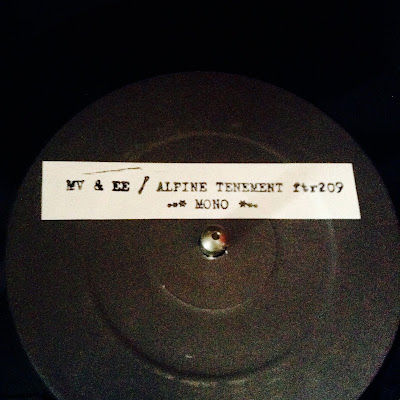 MV & EE / ALPINE TENEMENT ftr209
--* MONO *--